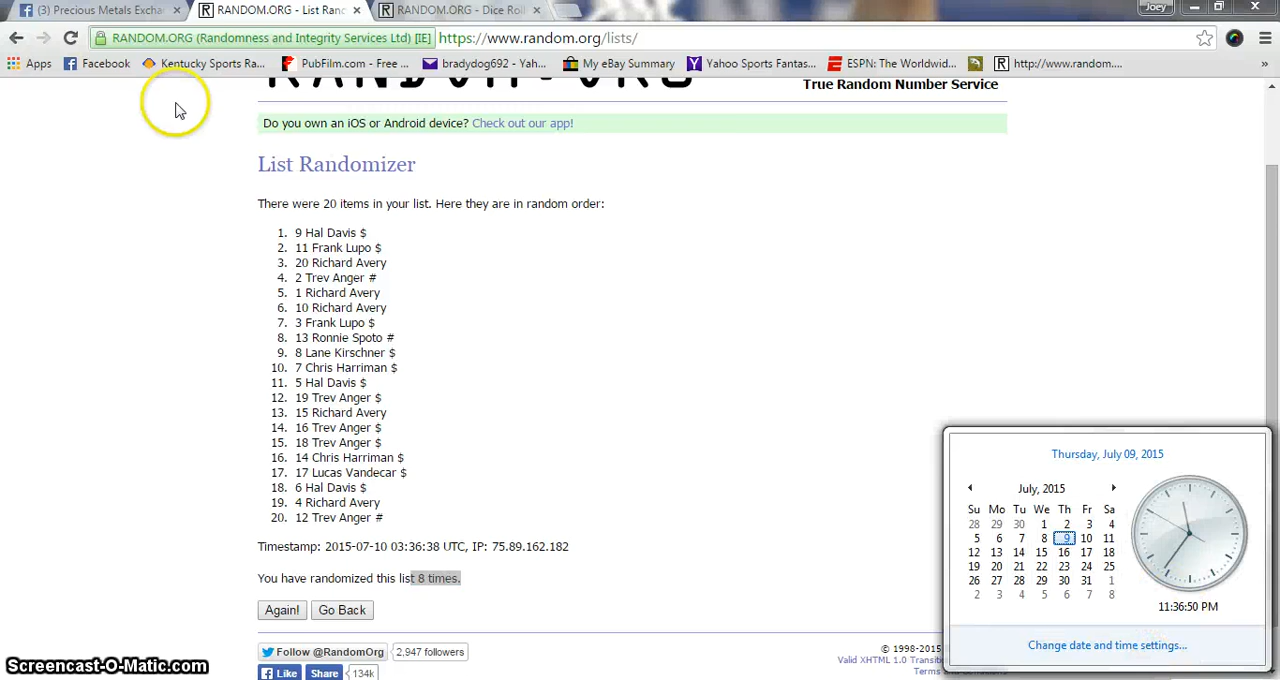 (3) Precious Metals Excha × RANDOM.ORG - List Ran × RANDOM.ORG - Dice Roll × Joey
RANDOM.ORG (Randomness and Integrity Services Ltd) [IE] https://www.random.org/lists/
Apps Facebook Kentucky Sports Ra... PubFilm.com - Free ... bradydog692 - Yah... My eBay Summary Yahoo Sports Fantas... ESPN: The Worldwid... http://www.random.... »
RANDOM.ORG
True Random Number Service
Do you own an iOS or Android device? Check out our app!
List Randomizer
There were 20 items in your list. Here they are in random order:
1. 9 Hal Davis $
2. 11 Frank Lupo $
3. 20 Richard Avery
4. 2 Trev Anger #
5. 1 Richard Avery
6. 10 Richard Avery
7. 3 Frank Lupo $
8. 13 Ronnie Spoto #
9. 8 Lane Kirschner $
10. 7 Chris Harriman $
11. 5 Hal Davis $
12. 19 Trev Anger $
13. 15 Richard Avery
14. 16 Trev Anger $
15. 18 Trev Anger $
16. 14 Chris Harriman $
17. 17 Lucas Vandecar $
18. 6 Hal Davis $
19. 4 Richard Avery
20. 12 Trev Anger #
Timestamp: 2015-07-10 03:36:38 UTC, IP: 75.89.162.182
You have randomized this list 8 times.
Again! Go Back
Follow @RandomOrg 2,947 followers
Like Share 134k
© 1998-201
Valid XHTML 1.0 Transiti
Terms and Conditions
Thursday, July 09, 2015
July, 2015
Su Mo Tu We Th Fr Sa
28 29 30 1 2 3 4
5 6 7 8 9 10 11
12 13 14 15 16 17 18
19 20 21 22 23 24 25
26 27 28 29 30 31 1
2 3 4 5 6 7 8
11:36:50 PM
Change date and time settings...
Screencast-O-Matic.com